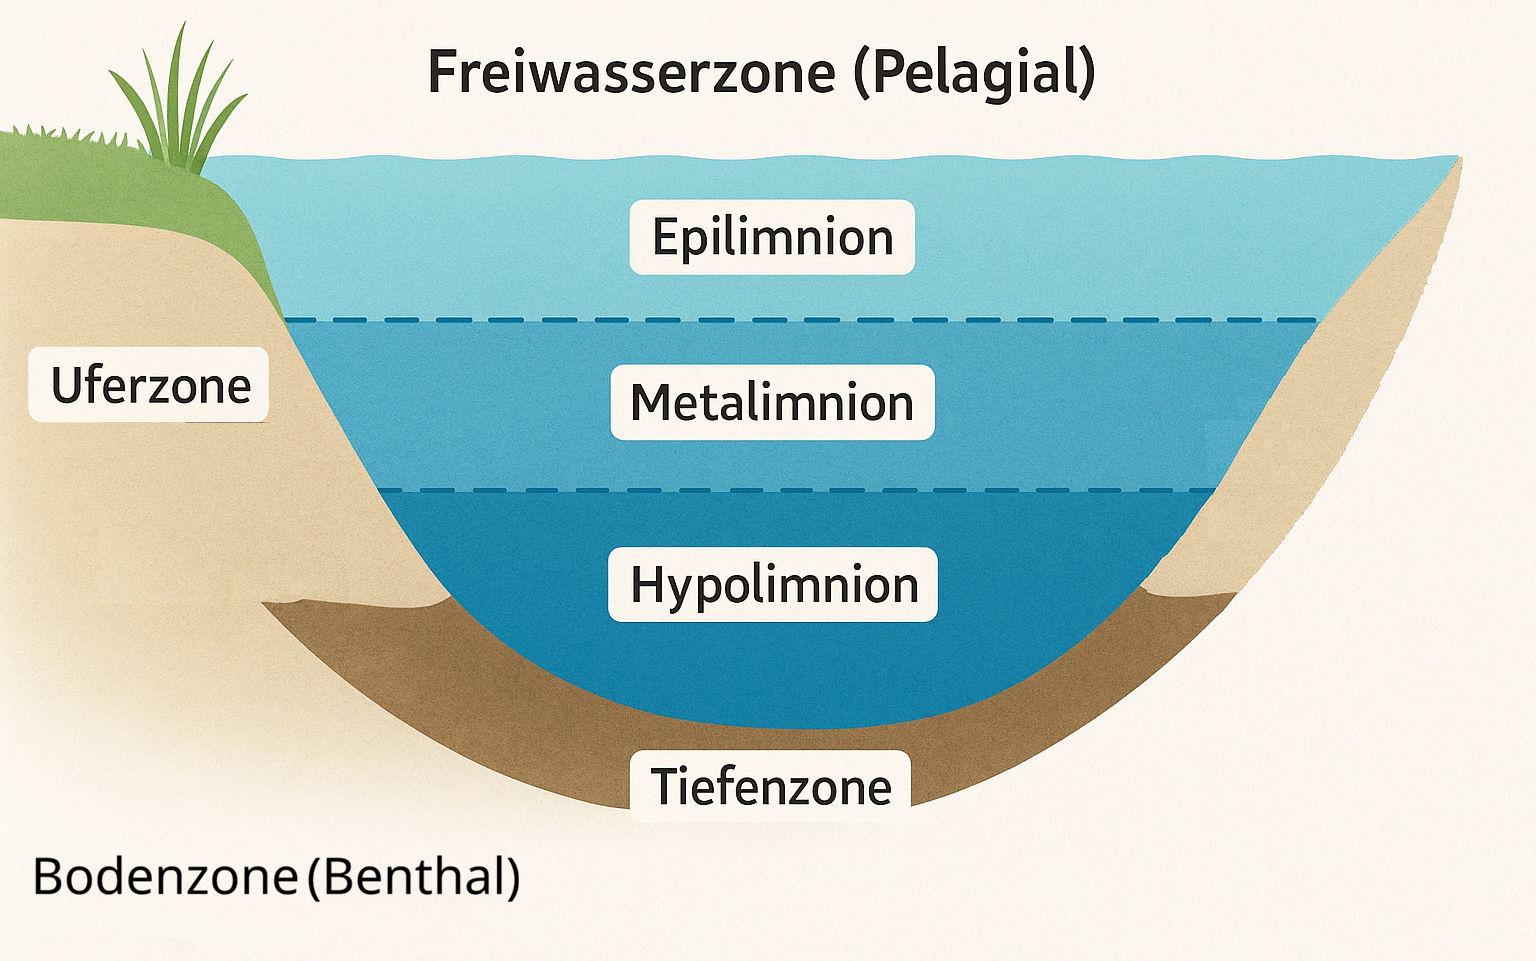 Freiwasserzone (Pelagial)
Epilimnion
Uferzone
Metalimnion
Hypolimnion
Tiefenzone
Bodenzone (Benthal)